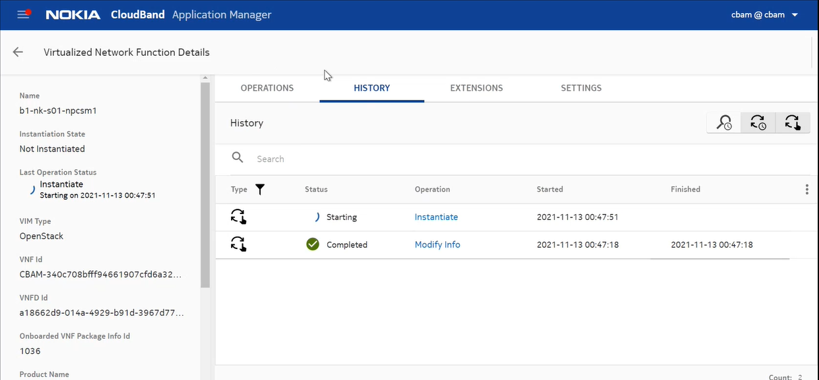 NOKIA CloudBand Application Manager cbam @ cbam
Virtualized Network Function Details
Name
b1-nk-s01-npcsm1
Instantiation State
Not Instantiated
Last Operation Status
Instantiate
Starting on 2021-11-13 00:47:51
VIM Type
OpenStack
VNF Id
CBAM-340c708bfff94661907cfd6a32...
VNFD Id
a18662d9-014a-4929-b91d-3967d77...
Onboarded VNF Package Info Id
1036
Product Name
OPERATIONS HISTORY EXTENSIONS SETTINGS
History
Search
Type Status Operation Started Finished
Starting Instantiate 2021-11-13 00:47:51
Completed Modify Info 2021-11-13 00:47:18 2021-11-13 00:47:18
Count: 2